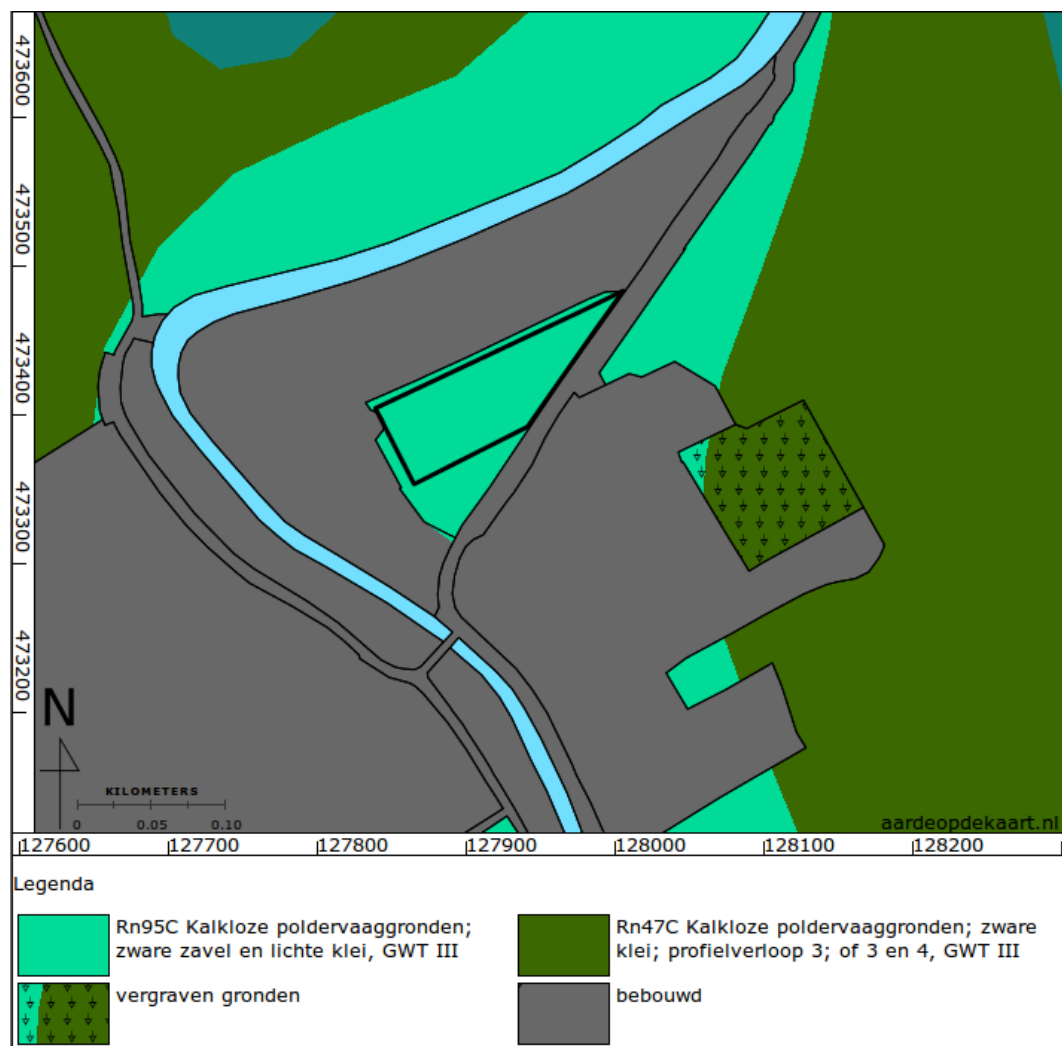 473600
473500
473400
473300
473200
N
KILOMETERS
0 0.05 0.10
aardeopdekaart.nl
127600 127700 127800 127900 128000 128100 128200
Legenda
Rn95C Kalkloze poldervaaggronden;
zware zavel en lichte klei, GWT III
Rn47C Kalkloze poldervaaggronden; zware
klei; profielverloop 3; of 3 en 4, GWT III
vergraven gronden
bebouwd